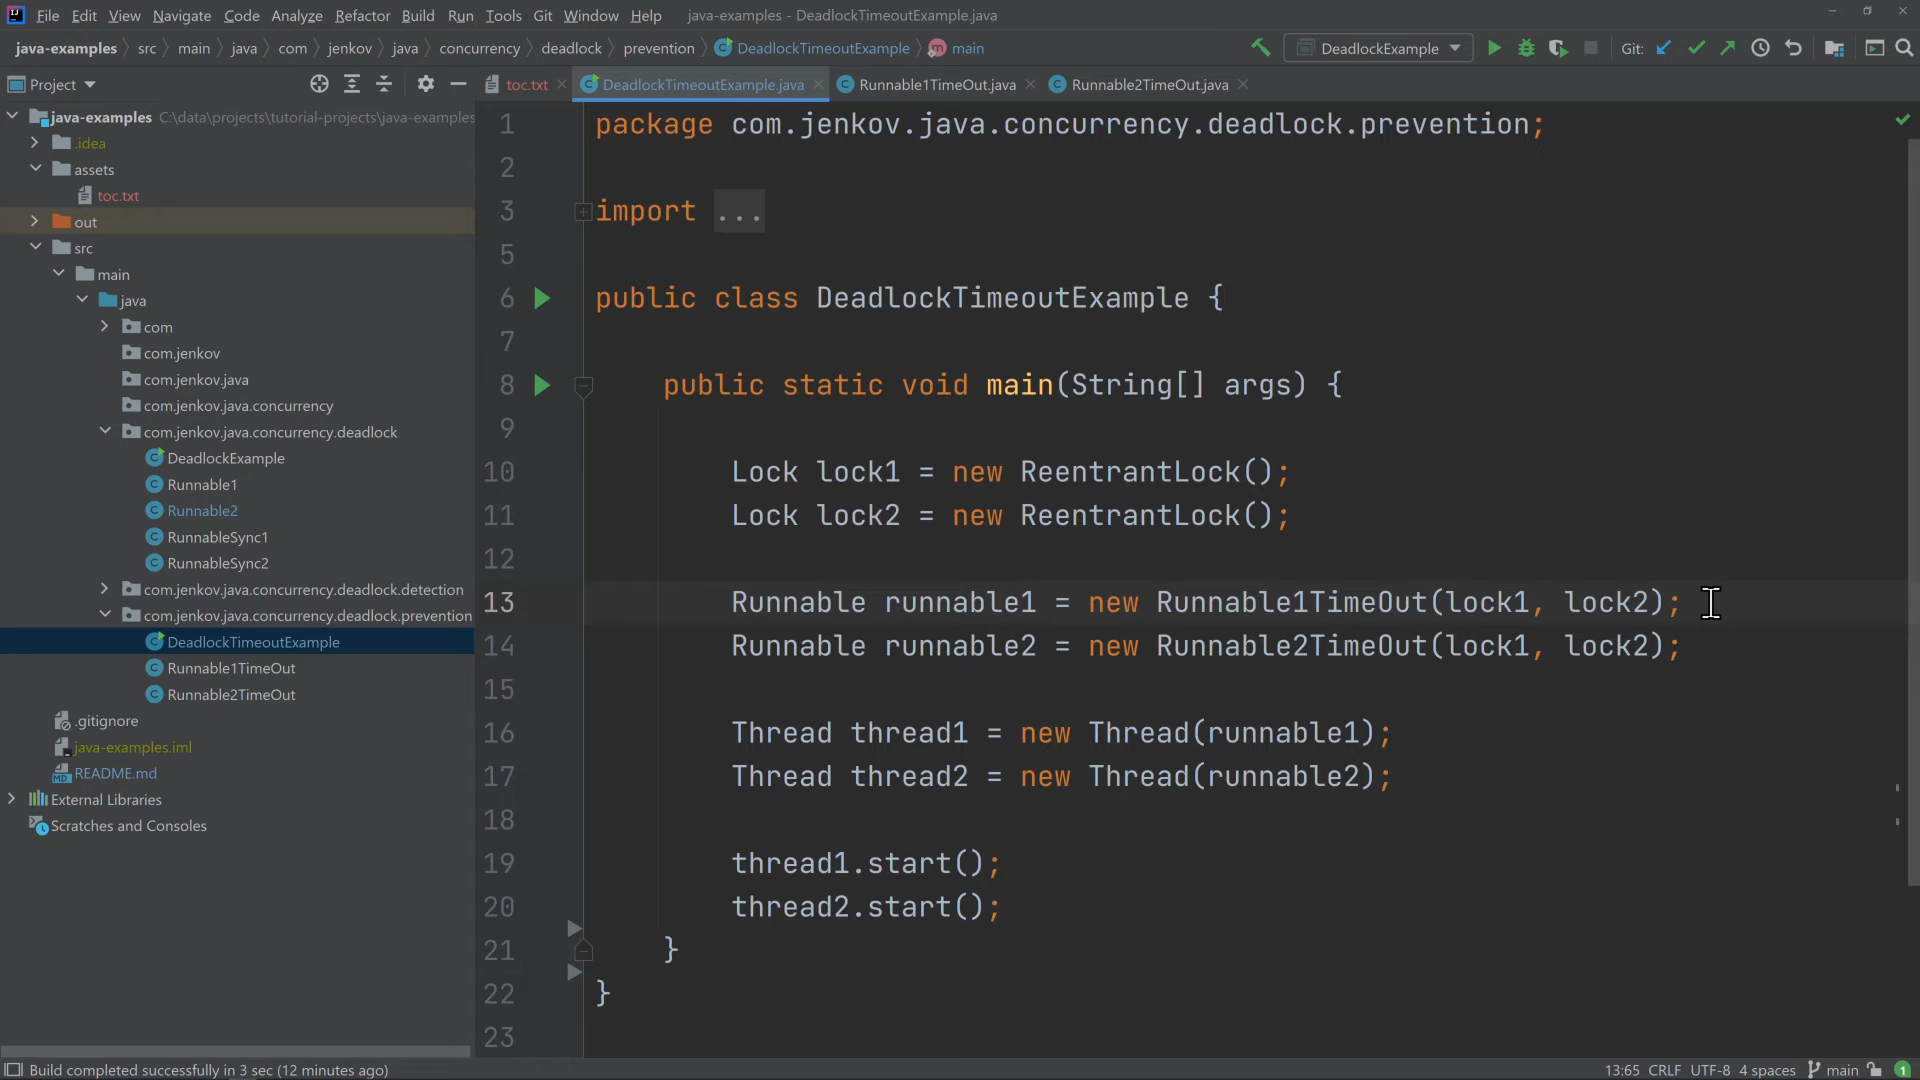 File Edit View Navigate Code Analyze Refactor Build Run Tools Git Window Help java-examples - DeadlockTimeoutExample.java
java-examples src main java com jenkov java concurrency deadlock prevention DeadlockTimeoutExample main DeadlockExample Git:
Project
toc.txt DeadlockTimeoutExample.java Runnable1TimeOut.java Runnable2TimeOut.java
java-examples C:\data\projects\tutorial-projects\java-examples
.idea
assets
toc.txt
out
src
main
java
com
com.jenkov
com.jenkov.java
com.jenkov.java.concurrency
com.jenkov.java.concurrency.deadlock
DeadlockExample
Runnable1
Runnable2
RunnableSync1
RunnableSync2
com.jenkov.java.concurrency.deadlock.detection
com.jenkov.java.concurrency.deadlock.prevention
DeadlockTimeoutExample
Runnable1TimeOut
Runnable2TimeOut
.gitignore
java-examples.iml
README.md
External Libraries
Scratches and Consoles
1 package com.jenkov.java.concurrency.deadlock.prevention;
2
3 import ...
5
6 public class DeadlockTimeoutExample {
7
8 public static void main(String[] args) {
9
10 Lock lock1 = new ReentrantLock();
11 Lock lock2 = new ReentrantLock();
12
13 Runnable runnable1 = new Runnable1TimeOut(lock1, lock2);
14 Runnable runnable2 = new Runnable2TimeOut(lock1, lock2);
15
16 Thread thread1 = new Thread(runnable1);
17 Thread thread2 = new Thread(runnable2);
18
19 thread1.start();
20 thread2.start();
21 }
22 }
23
Build completed successfully in 3 sec (12 minutes ago) 13:65 CRLF UTF-8 4 spaces main 1